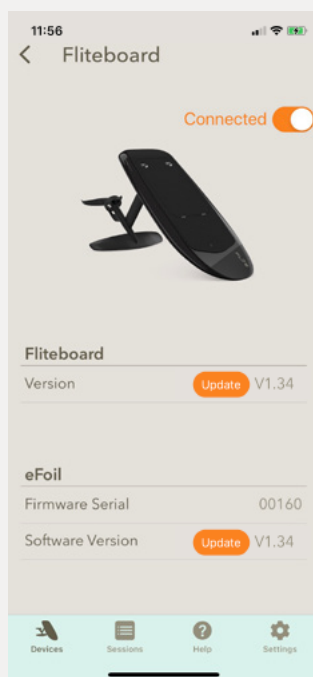 11:56
Fliteboard
Connected
Fliteboard
Version Update V1.34
eFoil
Firmware Serial 00160
Software Version Update V1.34
Devices Sessions Help Settings